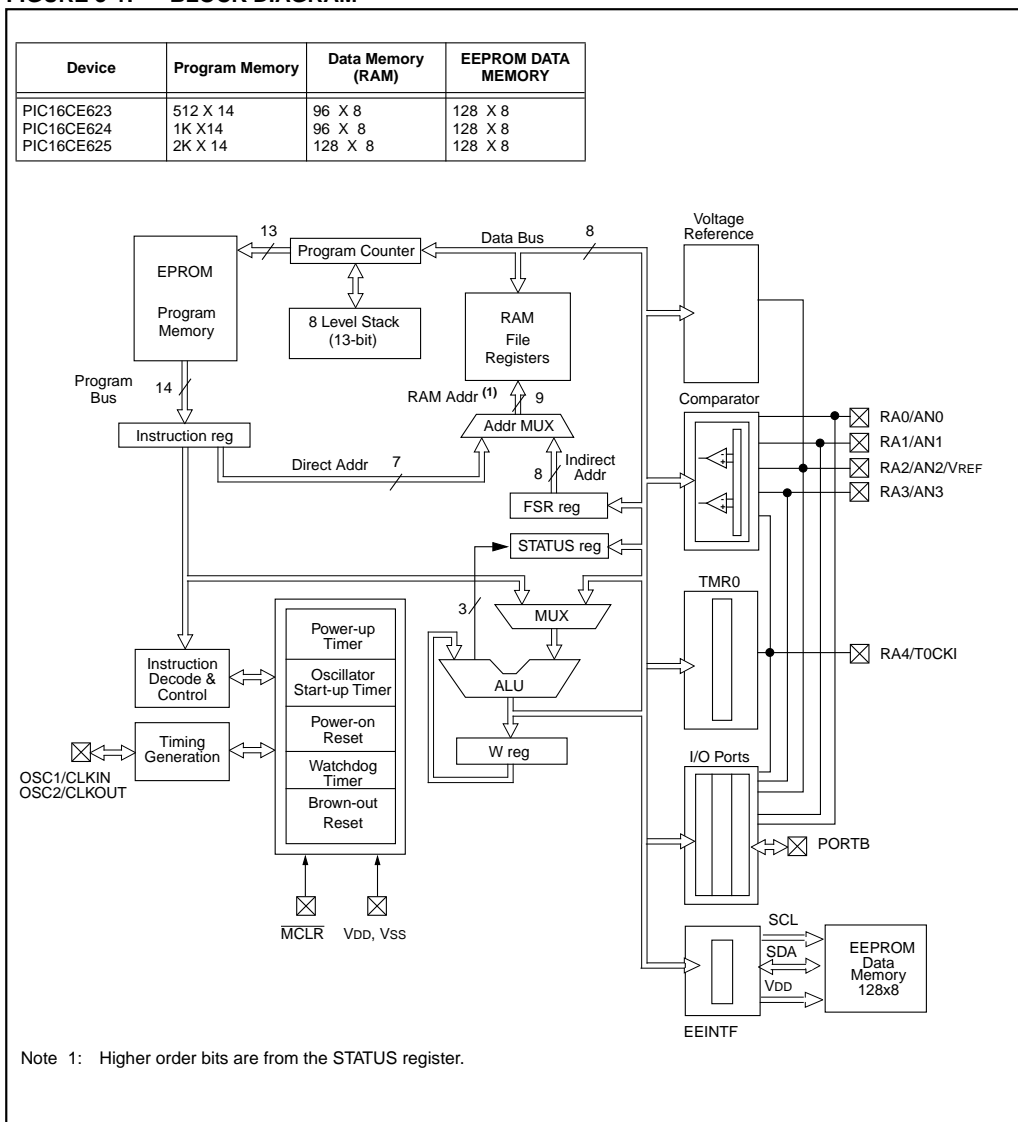 Device Program Memory Data Memory (RAM) EEPROM DATA MEMORY
PIC16CE623 512 X 14 96 X 8 128 X 8
PIC16CE624 1K X14 96 X 8 128 X 8
PIC16CE625 2K X 14 128 X 8 128 X 8
EPROM
Program
Memory
13
Program Counter
8 Level Stack
(13-bit)
Data Bus
8
RAM
File
Registers
Voltage
Reference
Program
Bus
14
RAM Addr (1)
9
Addr MUX
Instruction reg
Direct Addr
7
8
Indirect
Addr
FSR reg
STATUS reg
Comparator
RA0/AN0
RA1/AN1
RA2/AN2/VREF
RA3/AN3
3
MUX
ALU
W reg
TMR0
RA4/T0CKI
Instruction
Decode &
Control
Timing
Generation
OSC1/CLKIN
OSC2/CLKOUT
Power-up
Timer
Oscillator
Start-up Timer
Power-on
Reset
Watchdog
Timer
Brown-out
Reset
MCLR
VDD, VSS
I/O Ports
PORTB
SCL
SDA
VDD
EEPROM
Data
Memory
128x8
EEINTF
Note 1: Higher order bits are from the STATUS register.